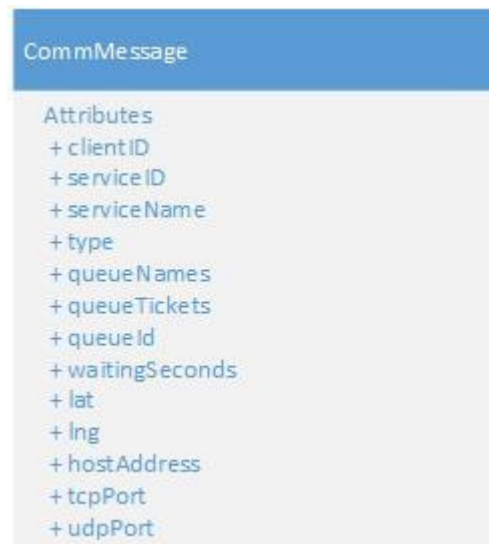 CommMessage
Attributes
+ clientID
+ serviceID
+ serviceName
+ type
+ queueNames
+ queueTickets
+ queueId
+ waitingSeconds
+ lat
+ lng
+ hostAddress
+ tcpPort
+ udpPort